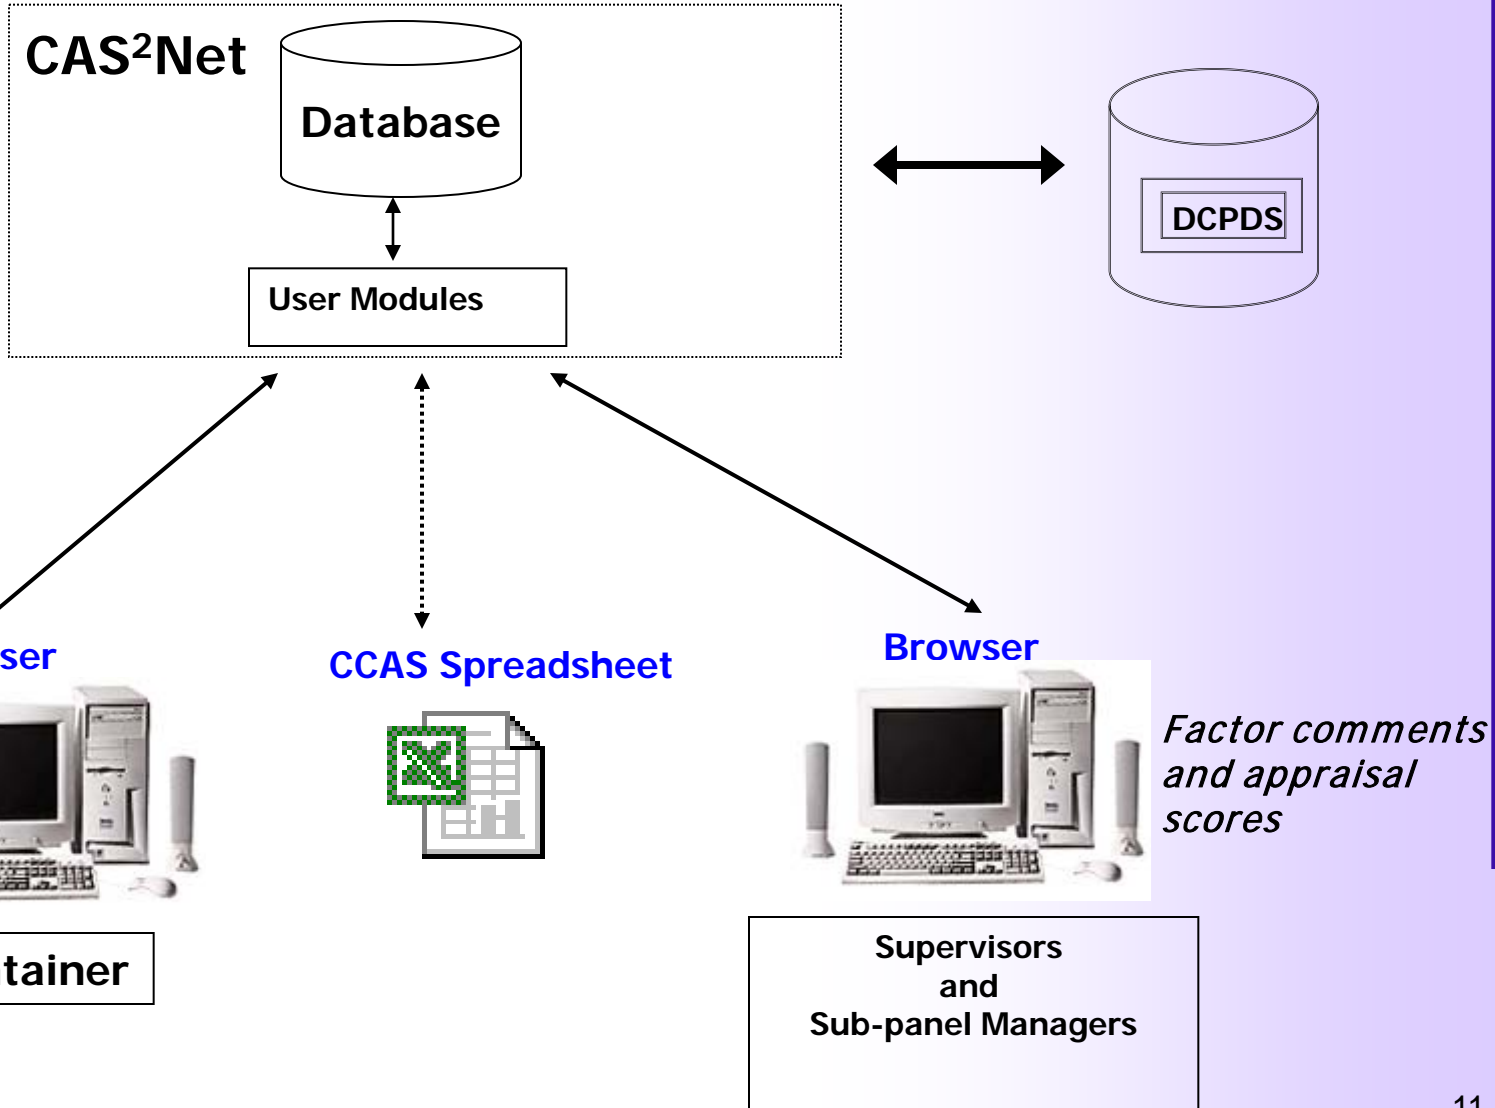 CAS²Net
Database
DCPDS
User Modules
ser
CCAS Spreadsheet
Browser
Factor comments
and appraisal
scores
tainer
Supervisors
and
Sub-panel Managers
11